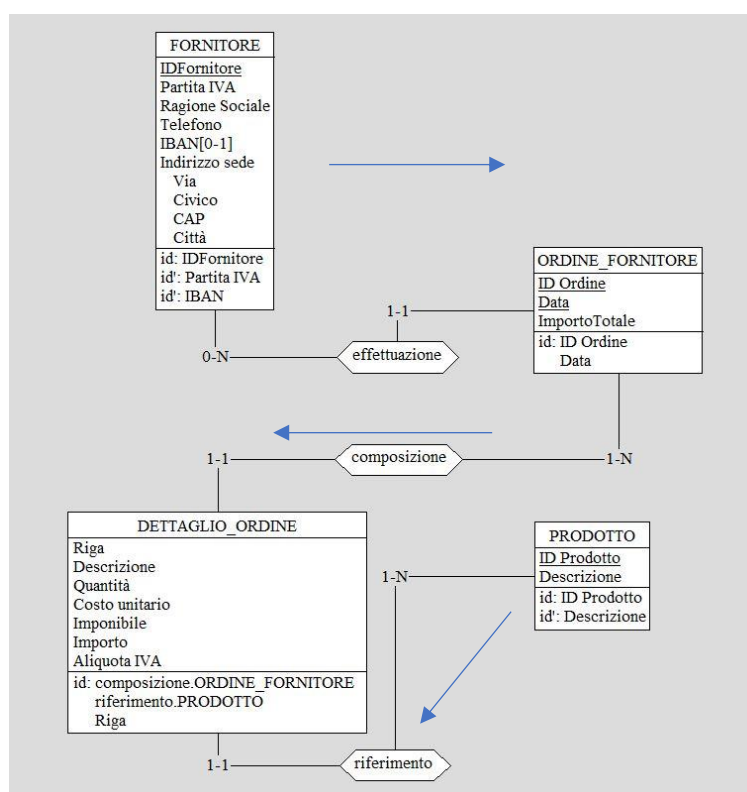 FORNITORE
IDFornitore
Partita IVA
Ragione Sociale
Telefono
IBAN[0-1]
Indirizzo sede
Via
Civico
CAP
Città
id: IDFornitore
id': Partita IVA
id': IBAN
ORDINE_FORNITORE
ID Ordine
Data
ImportoTotale
id: ID Ordine
Data
1-1
0-N
effettuazione
1-1
composizione
1-N
DETTAGLIO_ORDINE
Riga
Descrizione
Quantità
Costo unitario
Imponibile
Importo
Aliquota IVA
id: composizione.ORDINE_FORNITORE
riferimento.PRODOTTO
Riga
PRODOTTO
ID Prodotto
Descrizione
id: ID Prodotto
id': Descrizione
1-N
1-1
riferimento